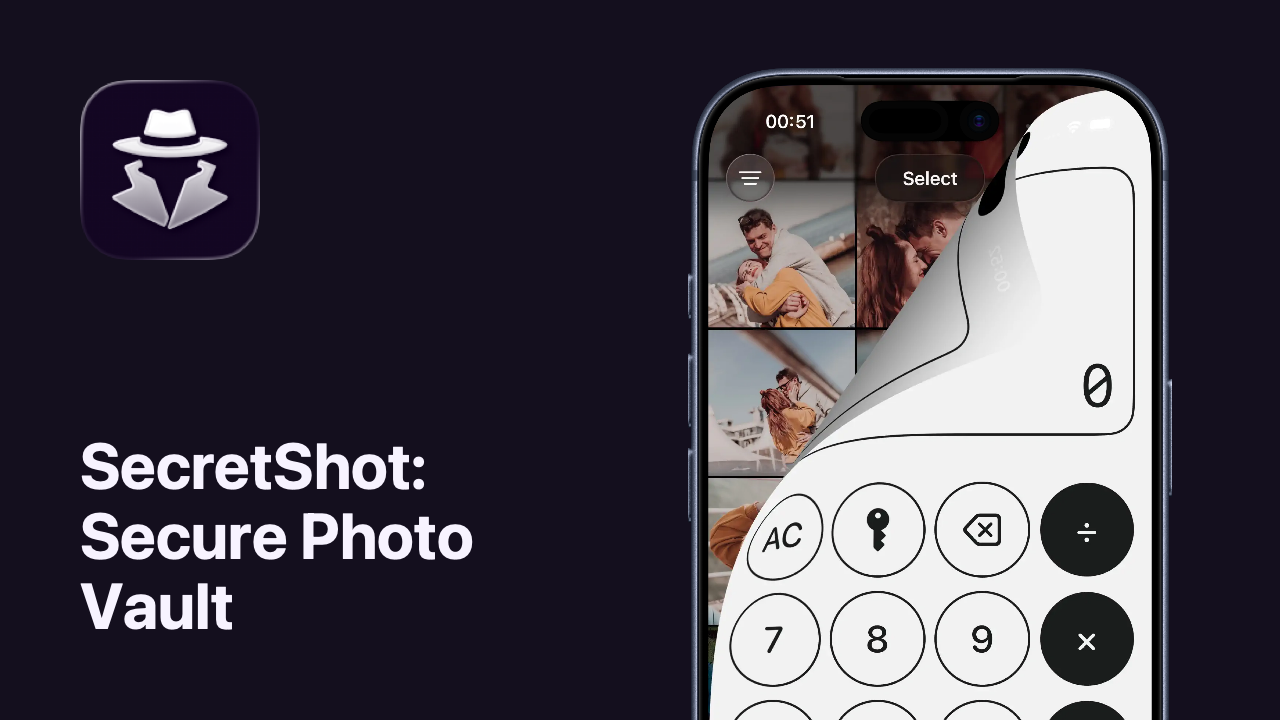 SecretShot:
Secure Photo
Vault
00:51
Select
0
AC
÷
7 8 9 ×